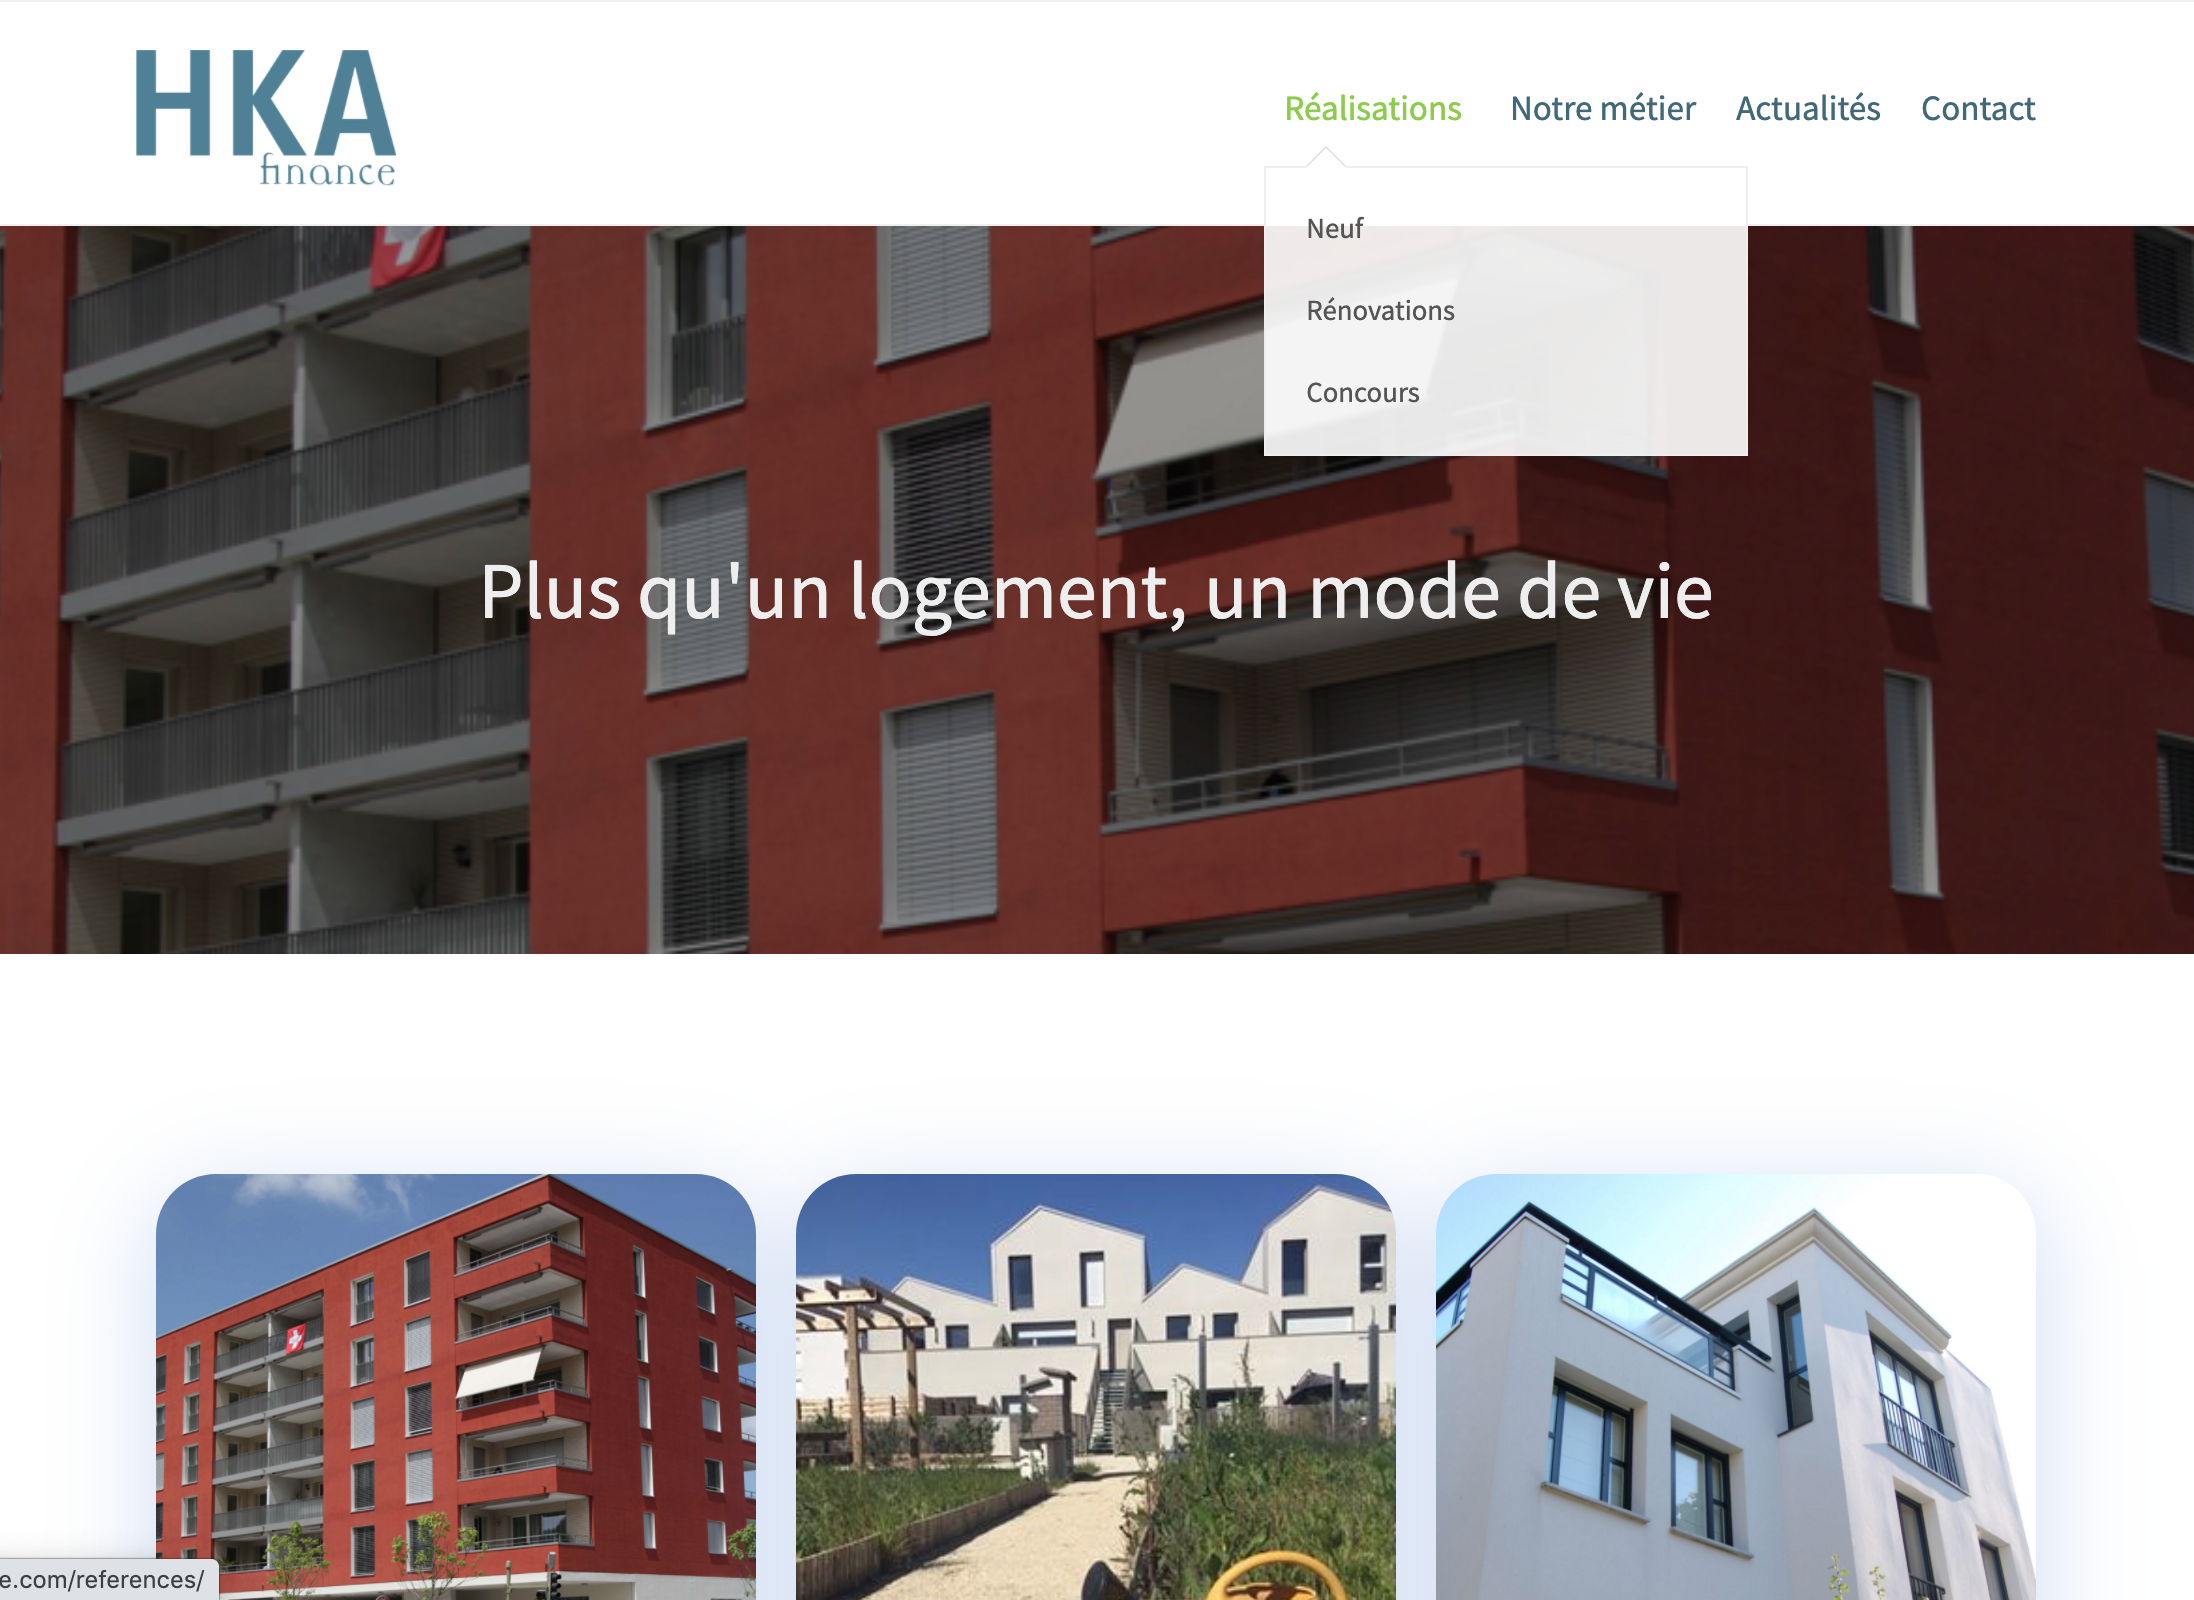 HKA
finance
Réalisations Notre métier Actualités Contact
Neuf
Rénovations
Concours
Plus qu'un logement, un mode de vie
e.com/references/